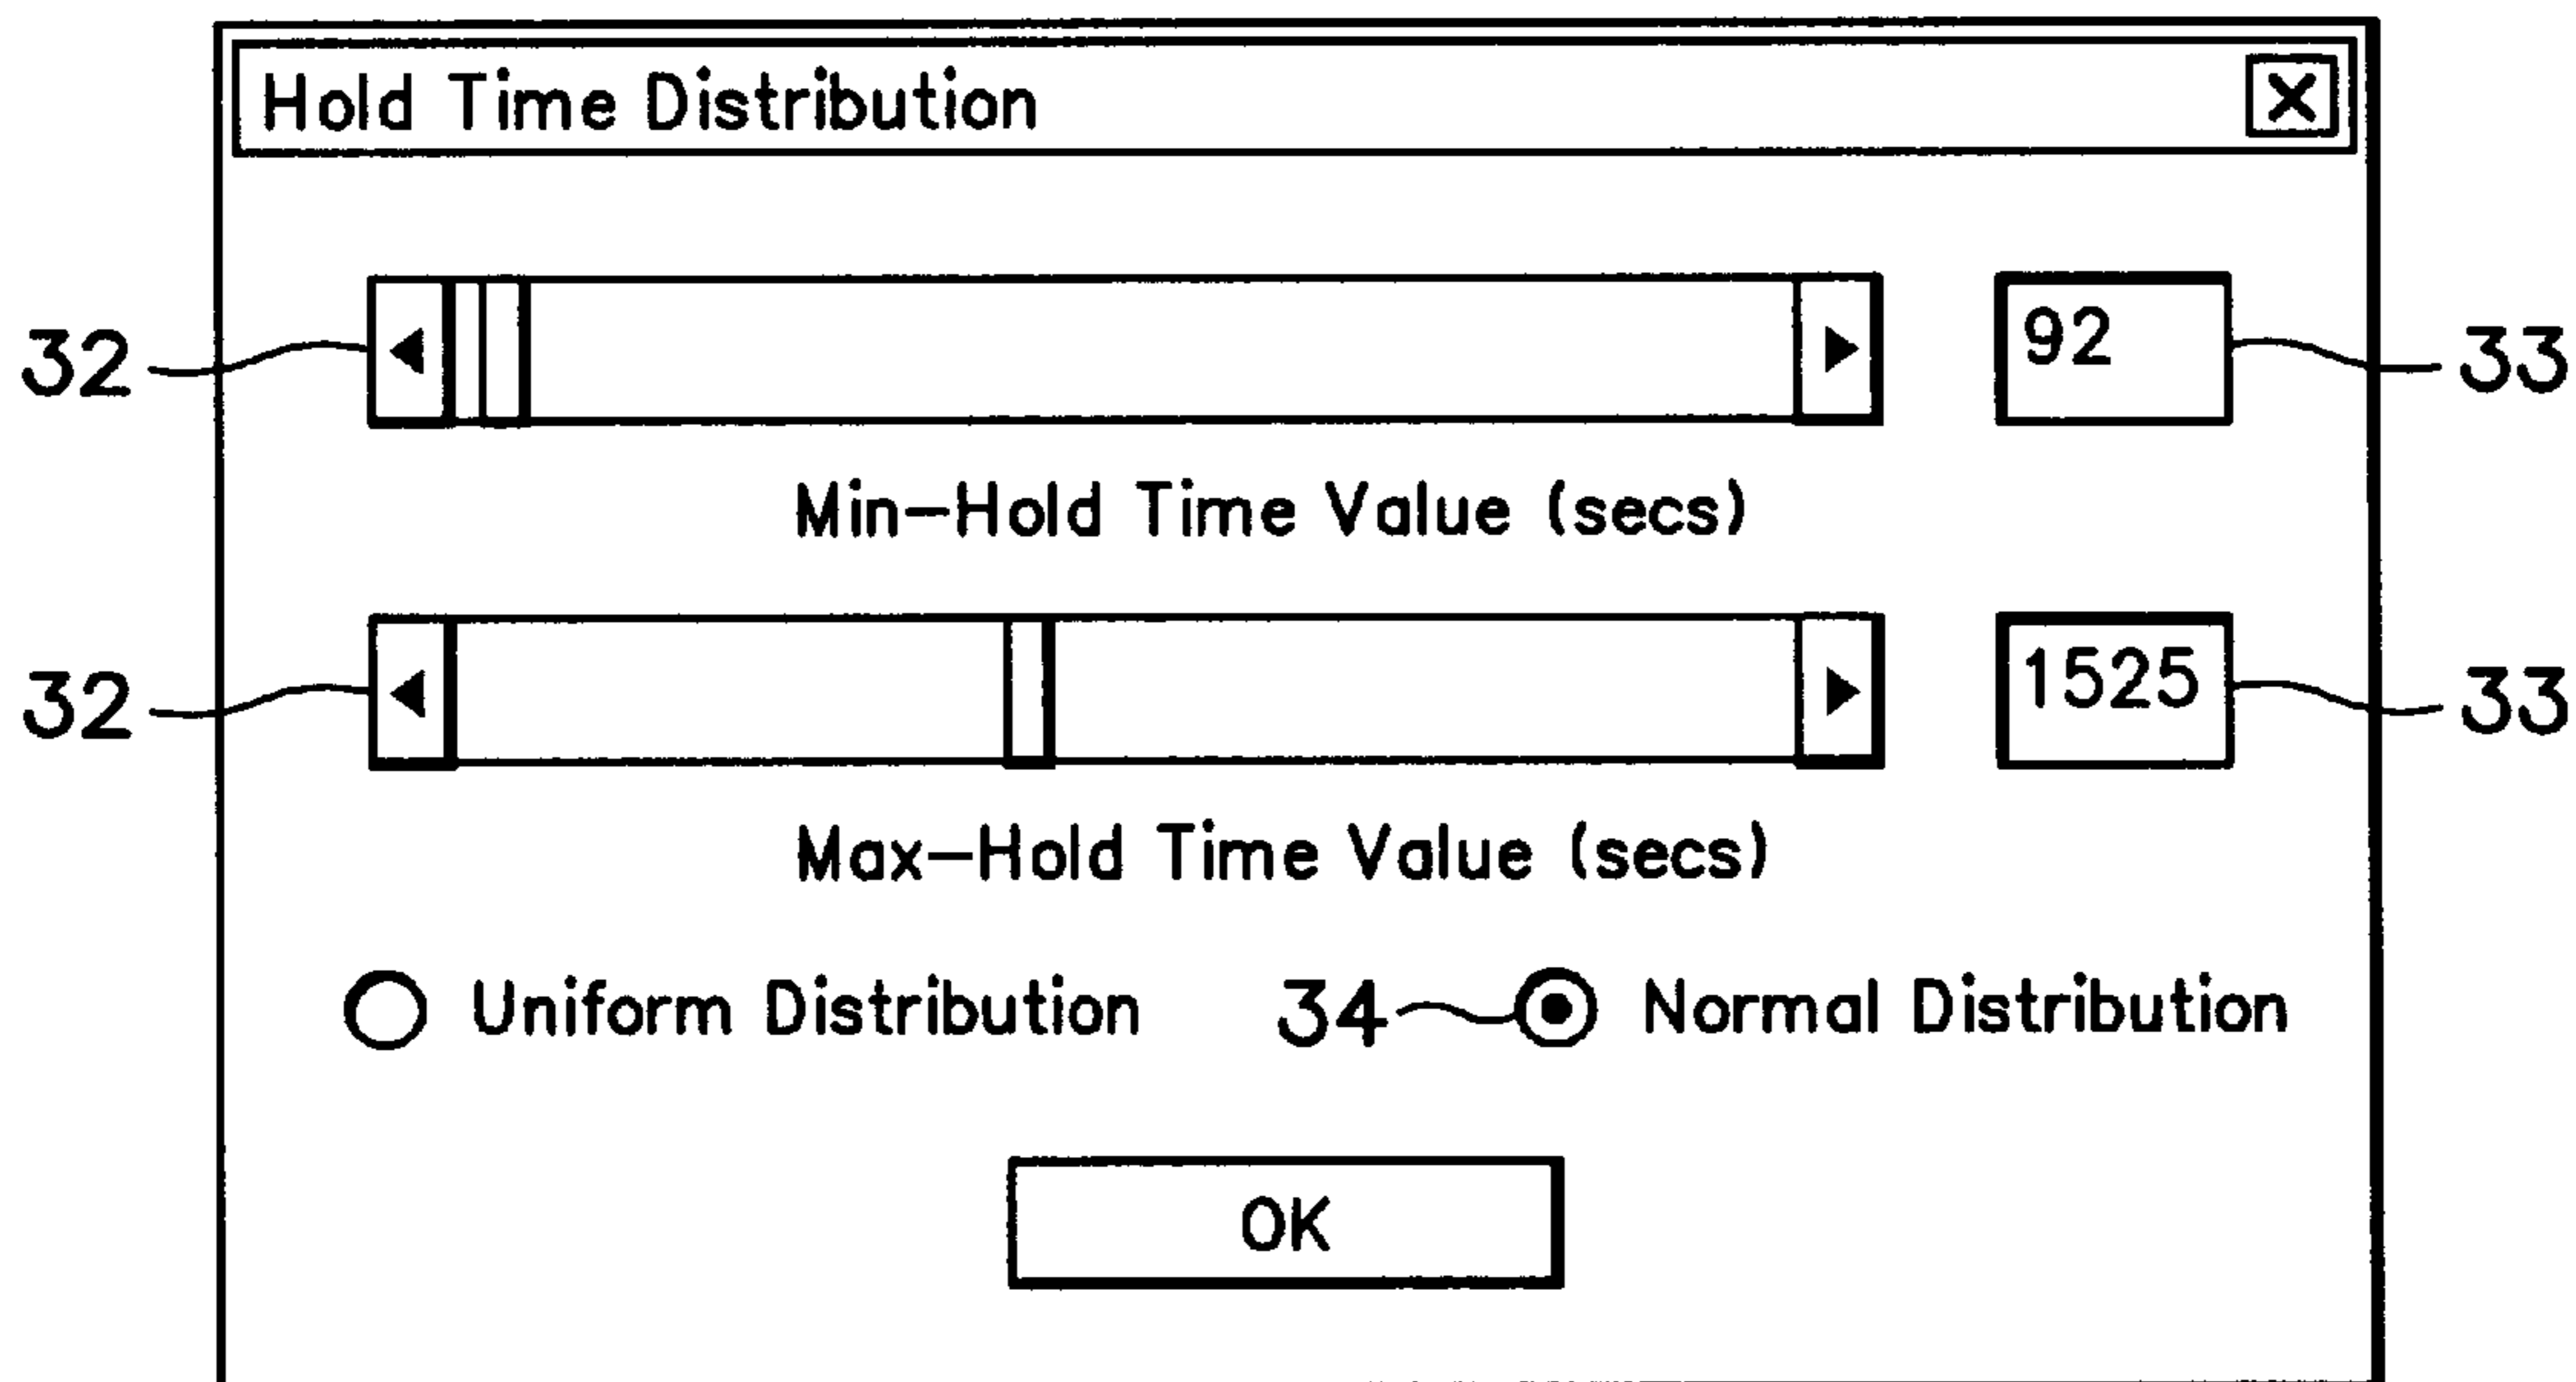 Hold Time Distribution X
32 92 33
Min-Hold Time Value (secs)
32 1525 33
Max-Hold Time Value (secs)
Uniform Distribution 34 Normal Distribution
OK